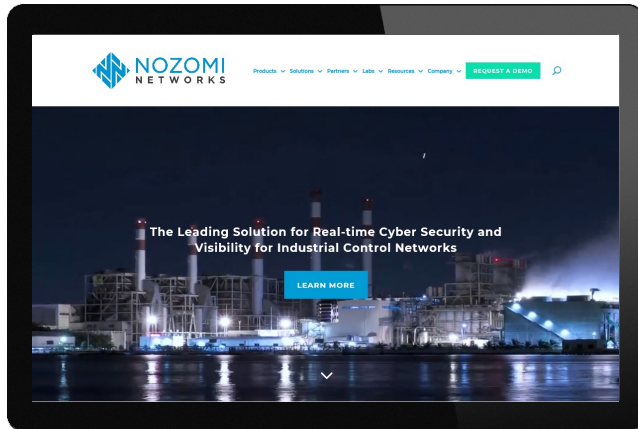 NOZOMI
NETWORKS
Products Solutions Partners Labs Resources Company REQUEST A DEMO
The Leading Solution for Real-time Cyber Security and
Visibility for Industrial Control Networks
LEARN MORE